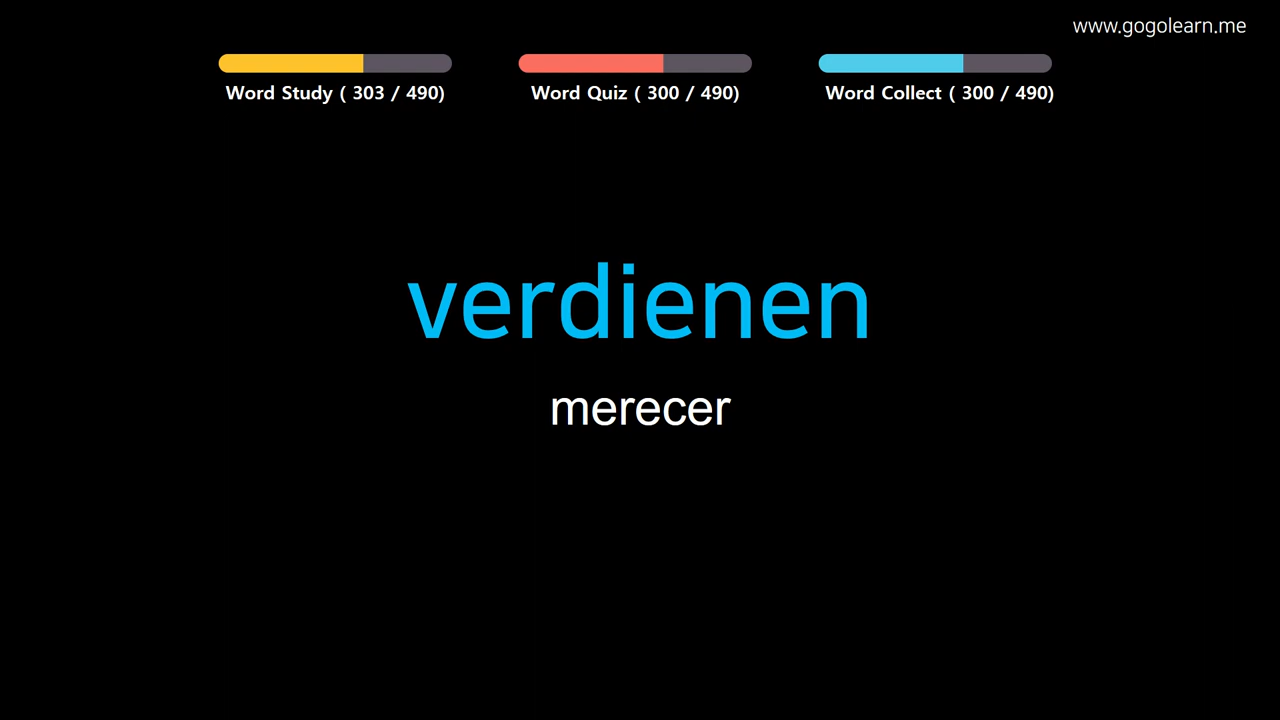 www.gogolearn.me
Word Study ( 303 / 490)
Word Quiz ( 300 / 490)
Word Collect ( 300 / 490)
verdienen
merecer